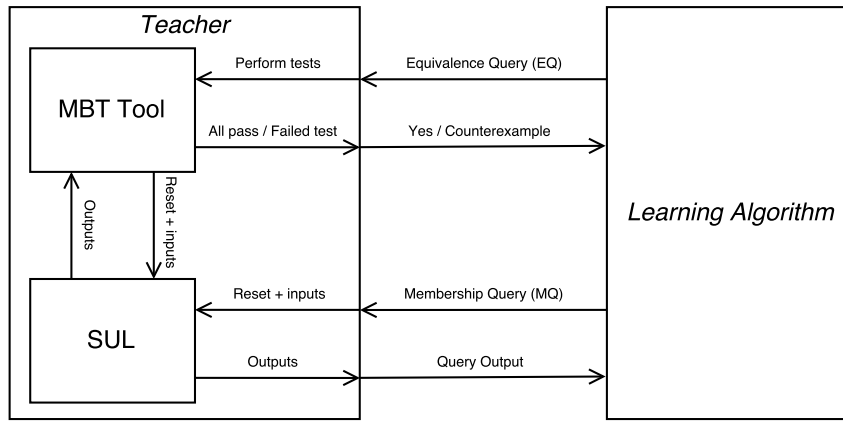 Teacher
Perform tests
Equivalence Query (EQ)
MBT Tool
All pass / Failed test
Yes / Counterexample
Outputs
Reset + inputs
Learning Algorithm
Reset + inputs
Membership Query (MQ)
SUL
Outputs
Query Output